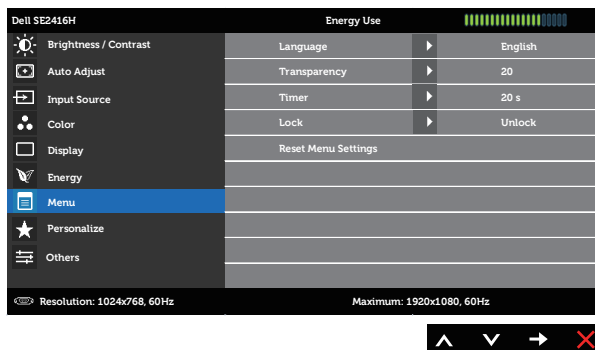 Dell SE2416H Energy Use
Brightness / Contrast Language English
Auto Adjust Transparency 20
Input Source Timer 20 s
Color Lock Unlock
Display Reset Menu Settings
Energy
Menu
Personalize
Others
Resolution: 1024x768, 60Hz Maximum: 1920x1080, 60Hz